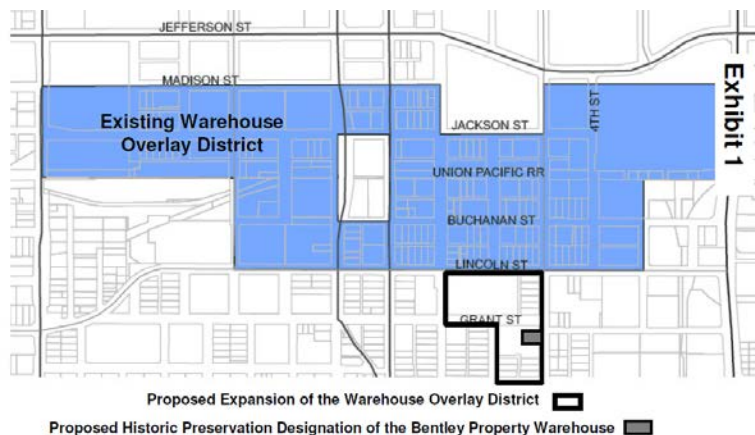 JEFFERSON ST
MADISON ST
Existing Warehouse
Overlay District
JACKSON ST
4TH ST
Exhibit 1
UNION PACIFIC RR
BUCHANAN ST
LINCOLN ST
GRANT ST
Proposed Expansion of the Warehouse Overlay District
Proposed Historic Preservation Designation of the Bentley Property Warehouse